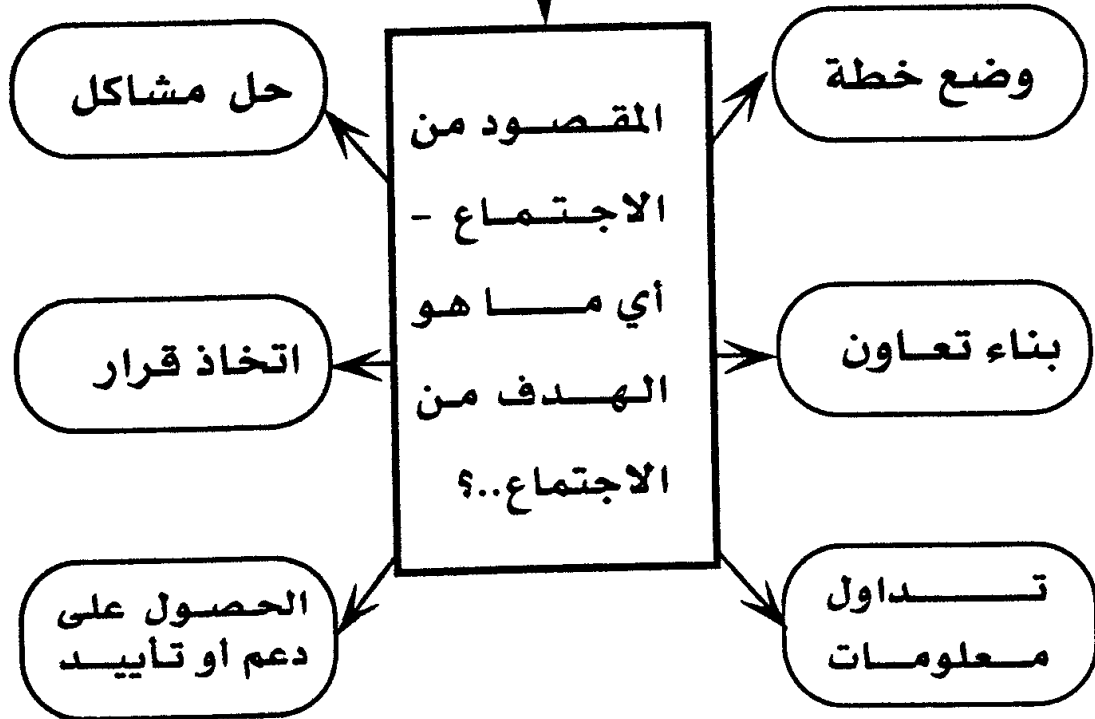 وضع خطة
حل مشاكل
المقصود من
الاجتماع -
أي ما هو
الهدف من
الاجتماع..؟
بناء تعاون
اتخاذ قرار
تداول
معلومات
الحصول على
دعم او تأييد